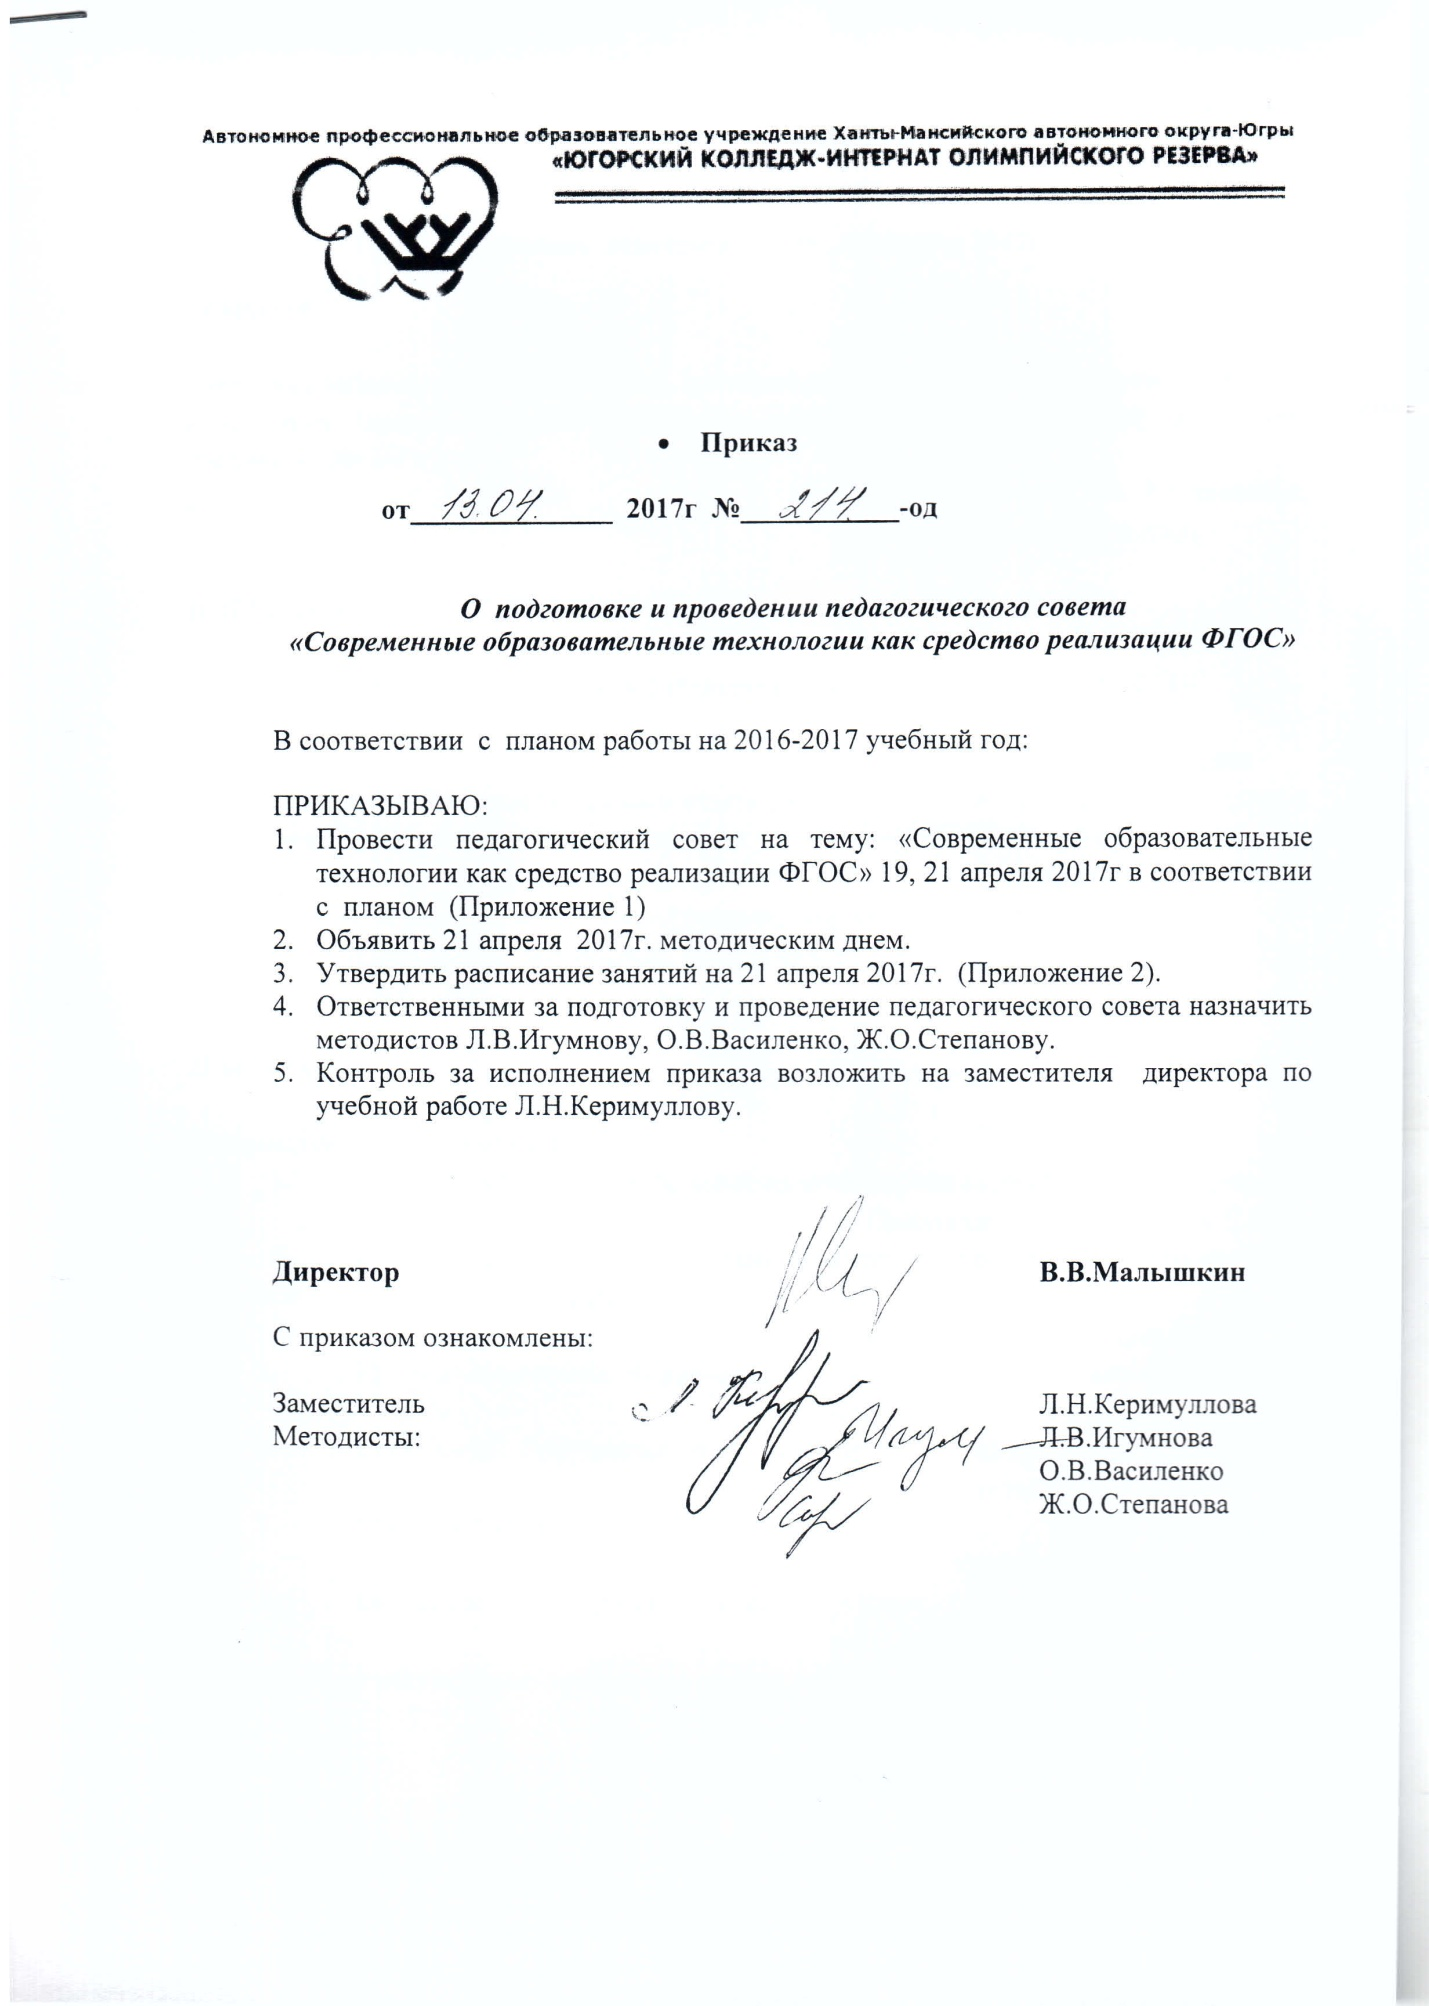 Автономное профессиональное образовательное учреждение Ханты-Мансийского автономного округа-Югры
«ЮГОРСКИЙ КОЛЛЕДЖ-ИНТЕРНАТ ОЛИМПИЙСКОГО РЕЗЕРВА»
• Приказ
от 13.04. 2017г № 214 -од
О подготовке и проведении педагогического совета
«Современные образовательные технологии как средство реализации ФГОС»
В соответствии с планом работы на 2016-2017 учебный год:
ПРИКАЗЫВАЮ:
1. Провести педагогический совет на тему: «Современные образовательные
технологии как средство реализации ФГОС» 19, 21 апреля 2017г в соответствии
с планом (Приложение 1)
2. Объявить 21 апреля 2017г. методическим днем.
3. Утвердить расписание занятий на 21 апреля 2017г. (Приложение 2).
4. Ответственными за подготовку и проведение педагогического совета назначить
методистов Л.В.Игумнову, О.В.Василенко, Ж.О.Степанову.
5. Контроль за исполнением приказа возложить на заместителя директора по
учебной работе Л.Н.Керимуллову.
Директор В.В.Малышкин
С приказом ознакомлены:
Заместитель Л.Н.Керимуллова
Методисты: Л.В.Игумнова
О.В.Василенко
Ж.О.Степанова